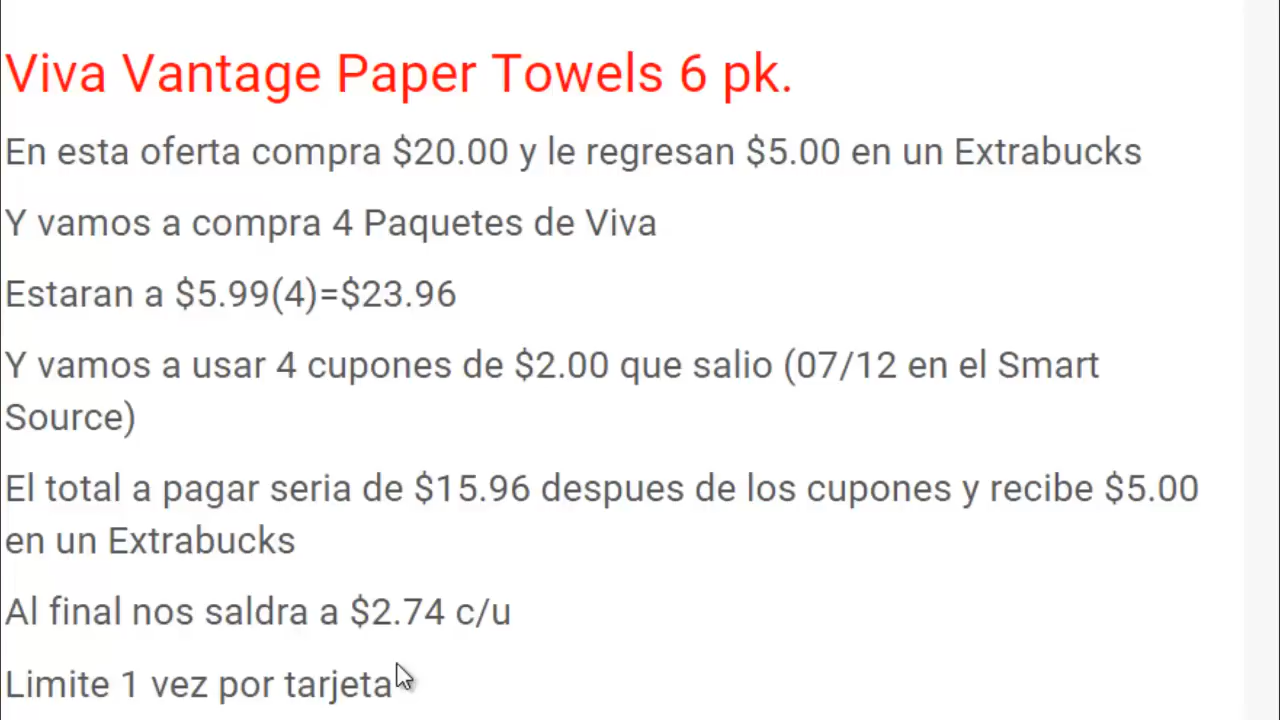 Viva Vantage Paper Towels 6 pk.
En esta oferta compra $20.00 y le regresan $5.00 en un Extrabucks
Y vamos a compra 4 Paquetes de Viva
Estaran a $5.99(4)=$23.96
Y vamos a usar 4 cupones de $2.00 que salio (07/12 en el Smart
Source)
El total a pagar seria de $15.96 despues de los cupones y recibe $5.00
en un Extrabucks
Al final nos saldra a $2.74 c/u
Limite 1 vez por tarjeta